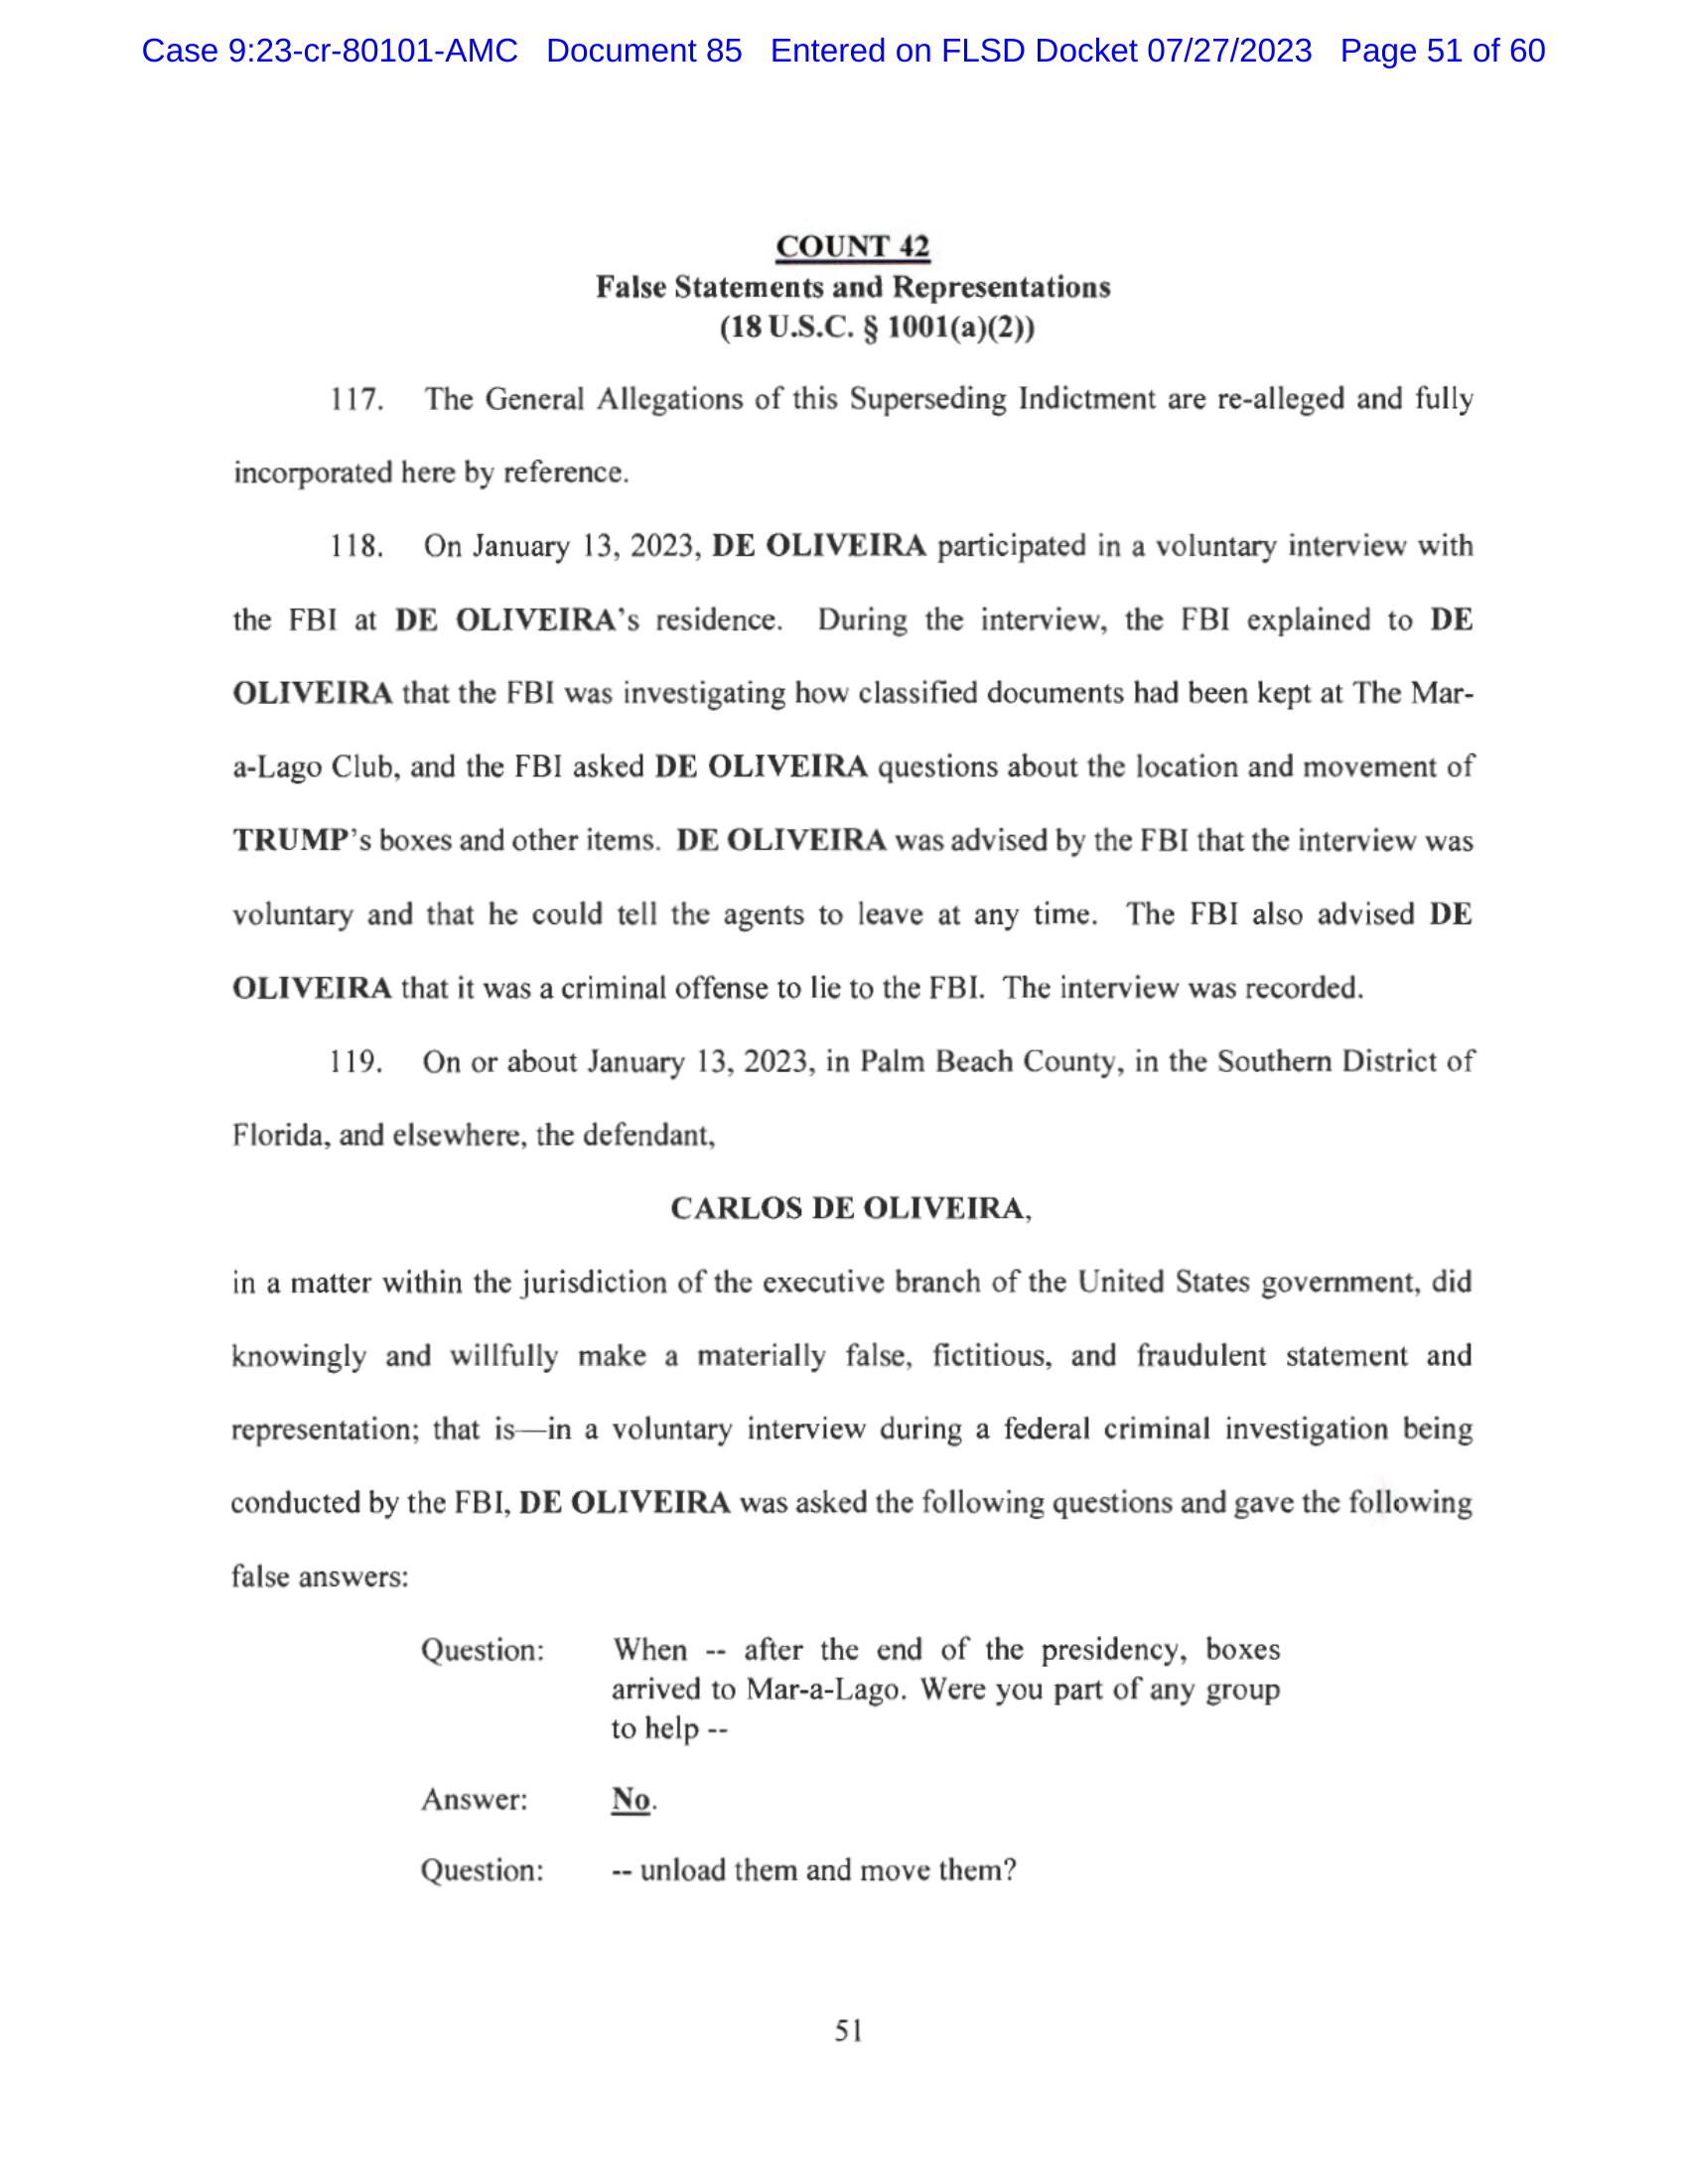 Case 9:23-cr-80101-AMC Document 85 Entered on FLSD Docket 07/27/2023 Page 51 of 60
COUNT 42
False Statements and Representations
(18 U.S.C. § 1001(a)(2))
117. The General Allegations of this Superseding Indictment are re-alleged and fully
incorporated here by reference.
118. On January 13, 2023, DE OLIVEIRA participated in a voluntary interview with
the FBI at DE OLIVEIRA's residence. During the interview, the FBI explained to DE
OLIVEIRA that the FBI was investigating how classified documents had been kept at The Mar-
a-Lago Club, and the FBI asked DE OLIVEIRA questions about the location and movement of
TRUMP's boxes and other items. DE OLIVEIRA was advised by the FBI that the interview was
voluntary and that he could tell the agents to leave at any time. The FBI also advised DE
OLIVEIRA that it was a criminal offense to lie to the FBI. The interview was recorded.
119. On or about January 13, 2023, in Palm Beach County, in the Southern District of
Florida, and elsewhere, the defendant,
CARLOS DE OLIVEIRA,
in a matter within the jurisdiction of the executive branch of the United States government, did
knowingly and willfully make a materially false, fictitious, and fraudulent statement and
representation; that is—in a voluntary interview during a federal criminal investigation being
conducted by the FBI, DE OLIVEIRA was asked the following questions and gave the following
false answers:
Question: When -- after the end of the presidency, boxes
arrived to Mar-a-Lago. Were you part of any group
to help --
Answer: No.
Question: -- unload them and move them?
51